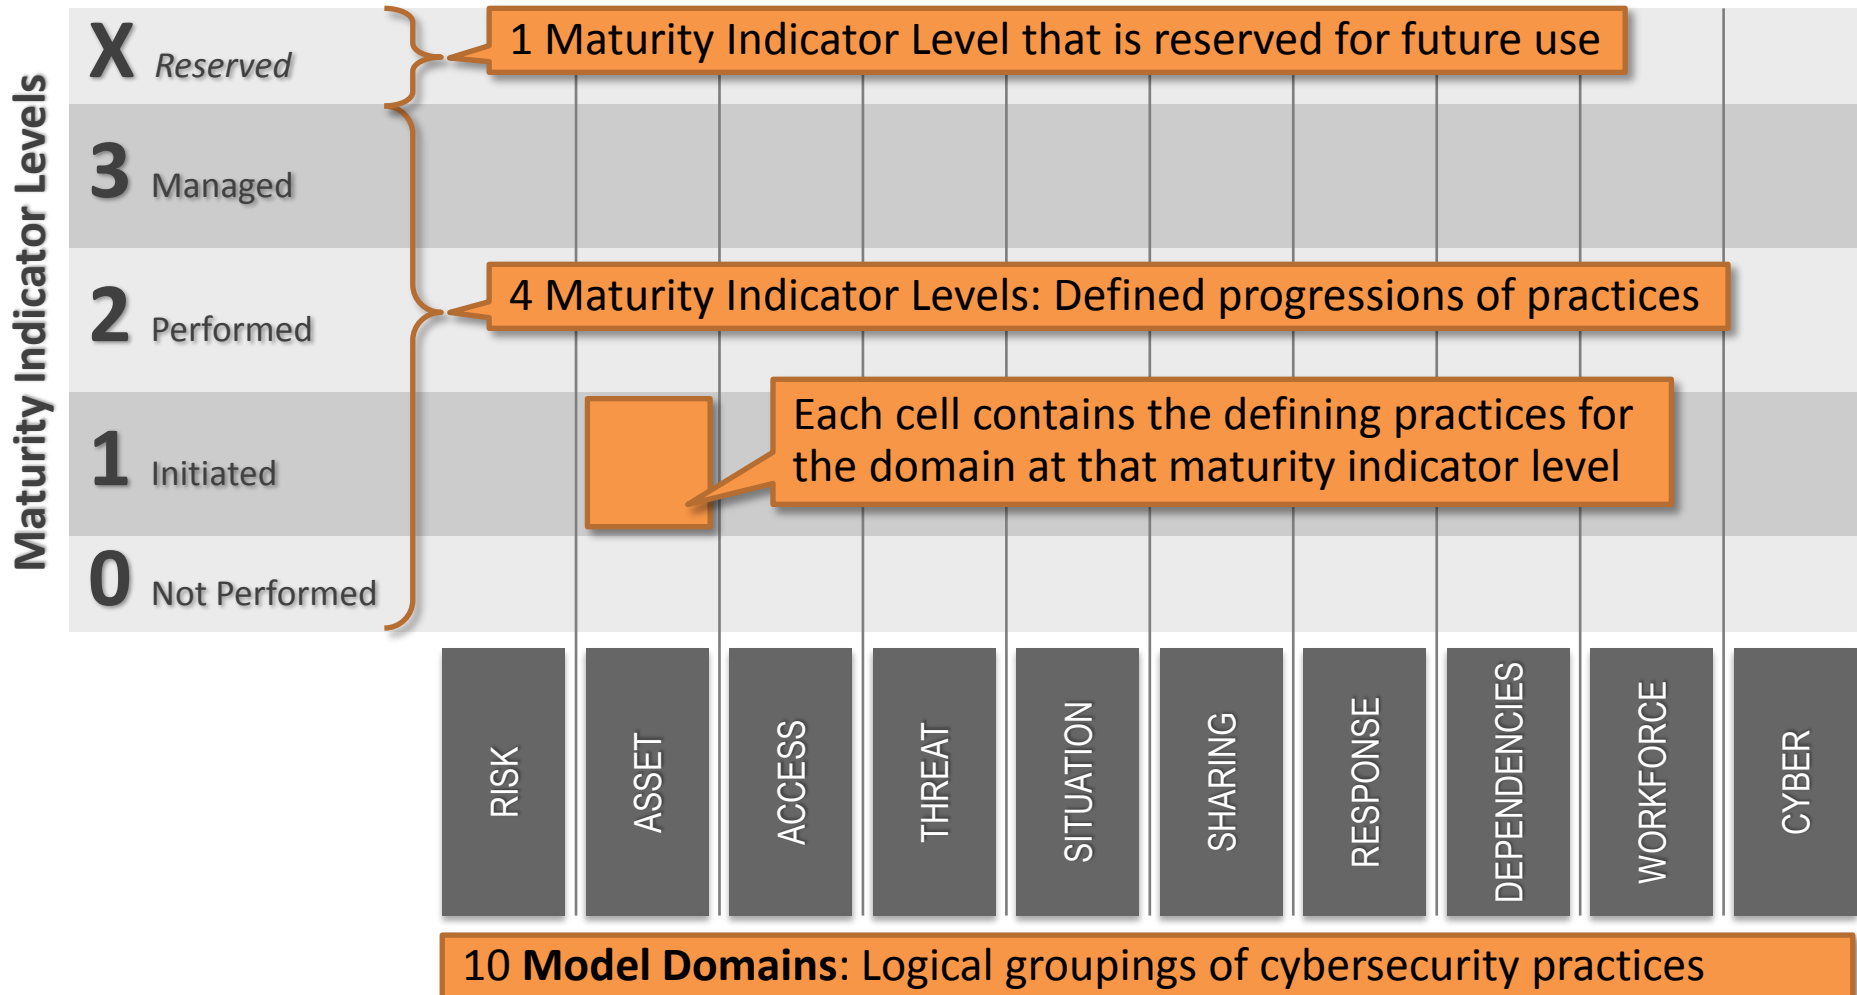 Maturity Indicator Levels
X Reserved
1 Maturity Indicator Level that is reserved for future use
3 Managed
2 Performed
4 Maturity Indicator Levels: Defined progressions of practices
1 Initiated
Each cell contains the defining practices for
the domain at that maturity indicator level
0 Not Performed
RISK
ASSET
ACCESS
THREAT
SITUATION
SHARING
RESPONSE
DEPENDENCIES
WORKFORCE
CYBER
10 Model Domains: Logical groupings of cybersecurity practices